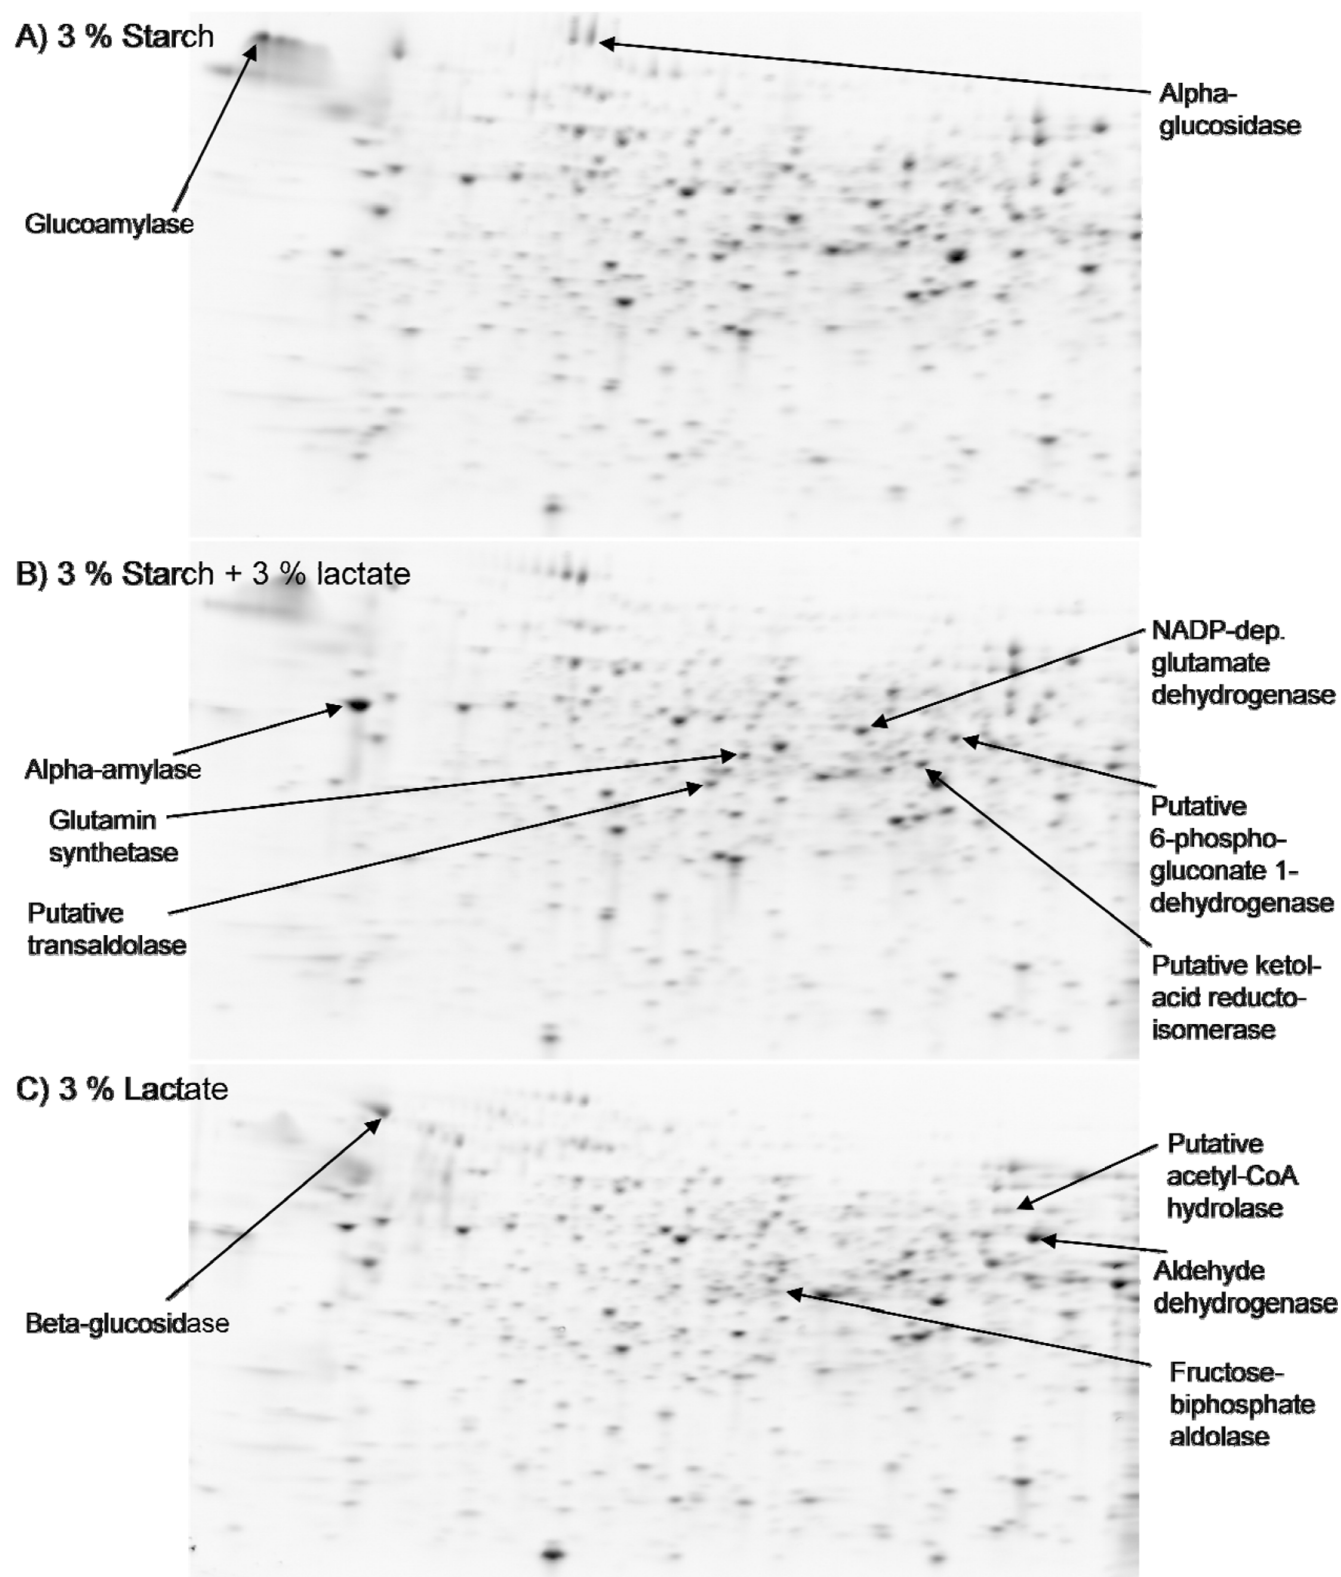 A) 3 % Starch
Alpha-
glucosidase
Glucoamylase
B) 3 % Starch + 3 % lactate
NADP-dep.
glutamate
dehydrogenase
Alpha-amylase
Glutamin
synthetase
Putative
transaldolase
Putative
6-phospho-
gluconate 1-
dehydrogenase
Putative ketol-
acid reducto-
isomerase
C) 3 % Lactate
Putative
acetyl-CoA
hydrolase
Aldehyde
dehydrogenase
Beta-glucosidase
Fructose-
biphosphate
aldolase